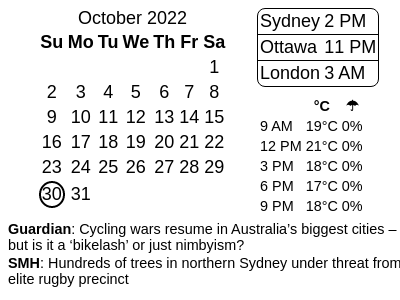 October 2022
Su Mo Tu We Th Fr Sa
1
2 3 4 5 6 7 8
9 10 11 12 13 14 15
16 17 18 19 20 21 22
23 24 25 26 27 28 29
30 31
Sydney 2 PM
Ottawa 11 PM
London 3 AM
°C ☂
9 AM 19°C 0%
12 PM 21°C 0%
3 PM 18°C 0%
6 PM 17°C 0%
9 PM 18°C 0%
Guardian: Cycling wars resume in Australia’s biggest cities –
but is it a ‘bikelash’ or just nimbyism?
SMH: Hundreds of trees in northern Sydney under threat from
elite rugby precinct